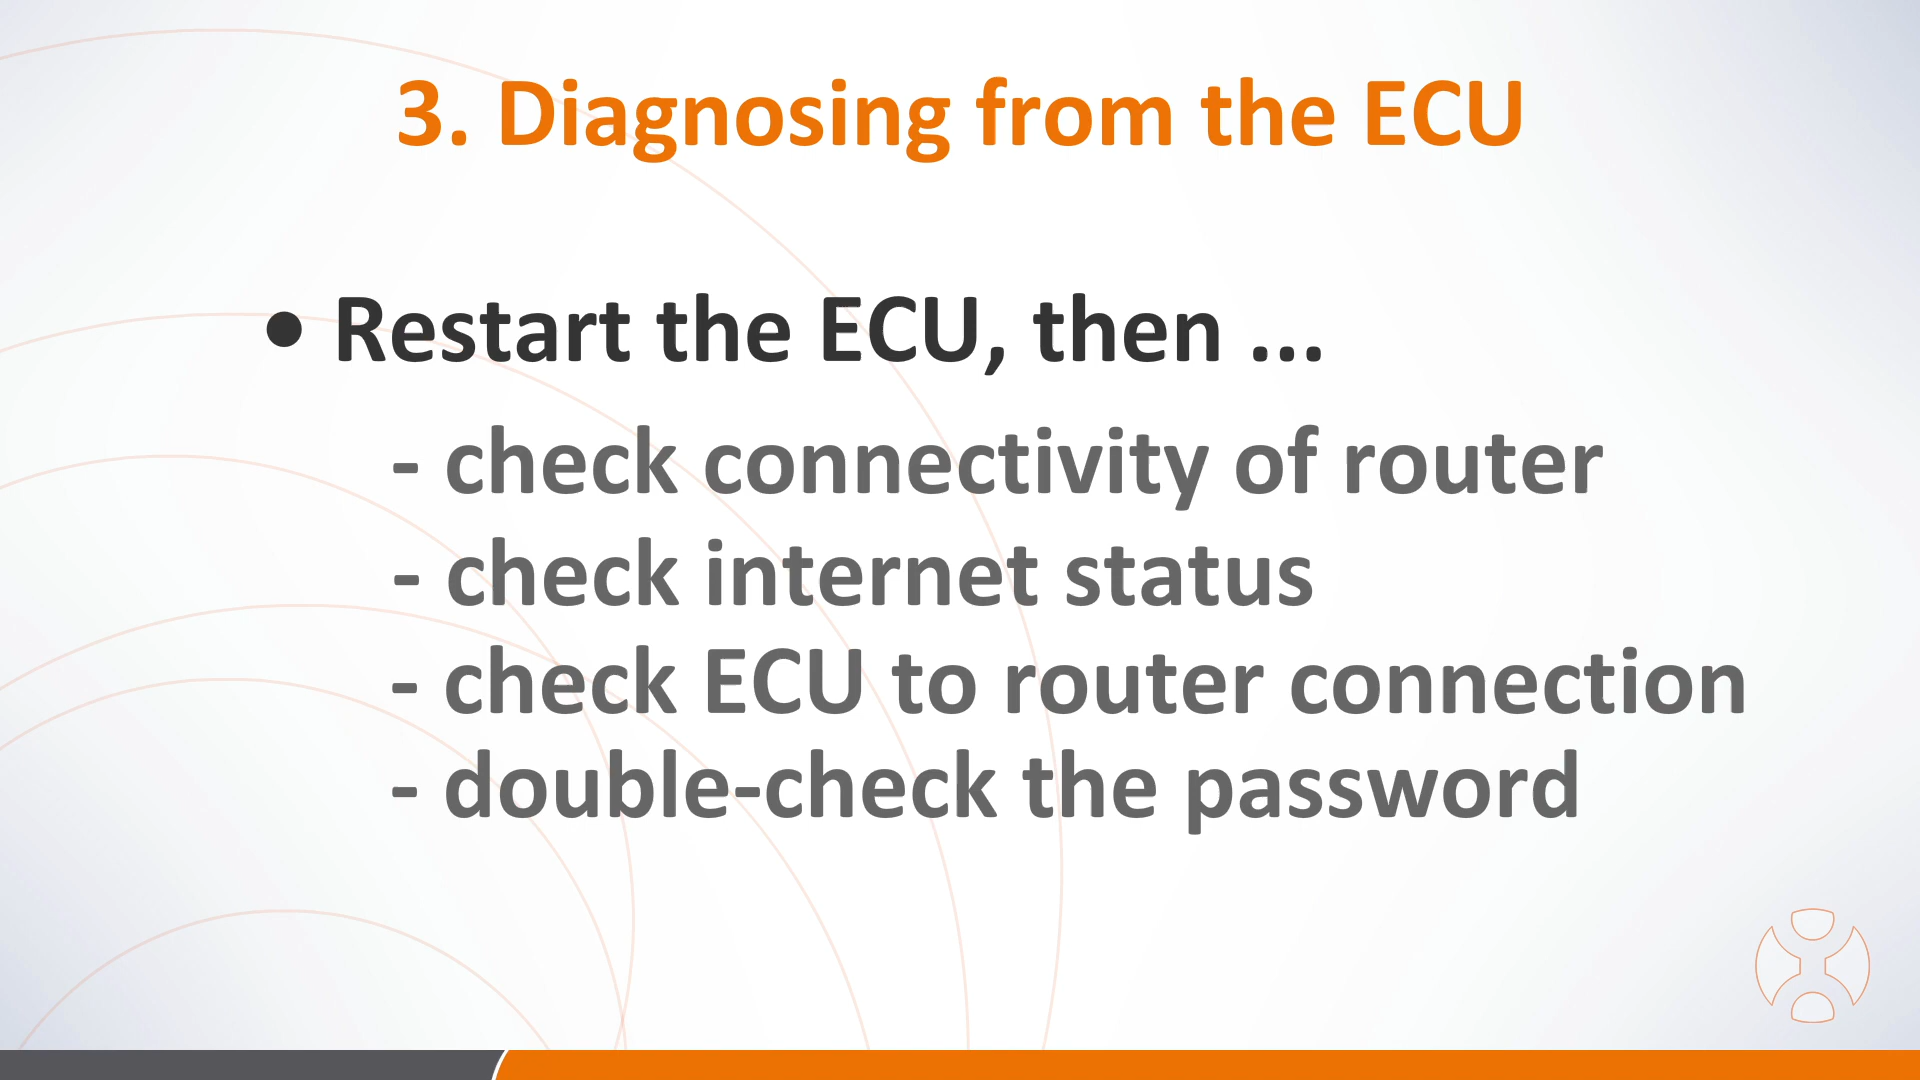 3. Diagnosing from the ECU
• Restart the ECU, then ...
- check connectivity of router
- check internet status
- check ECU to router connection
- double-check the password